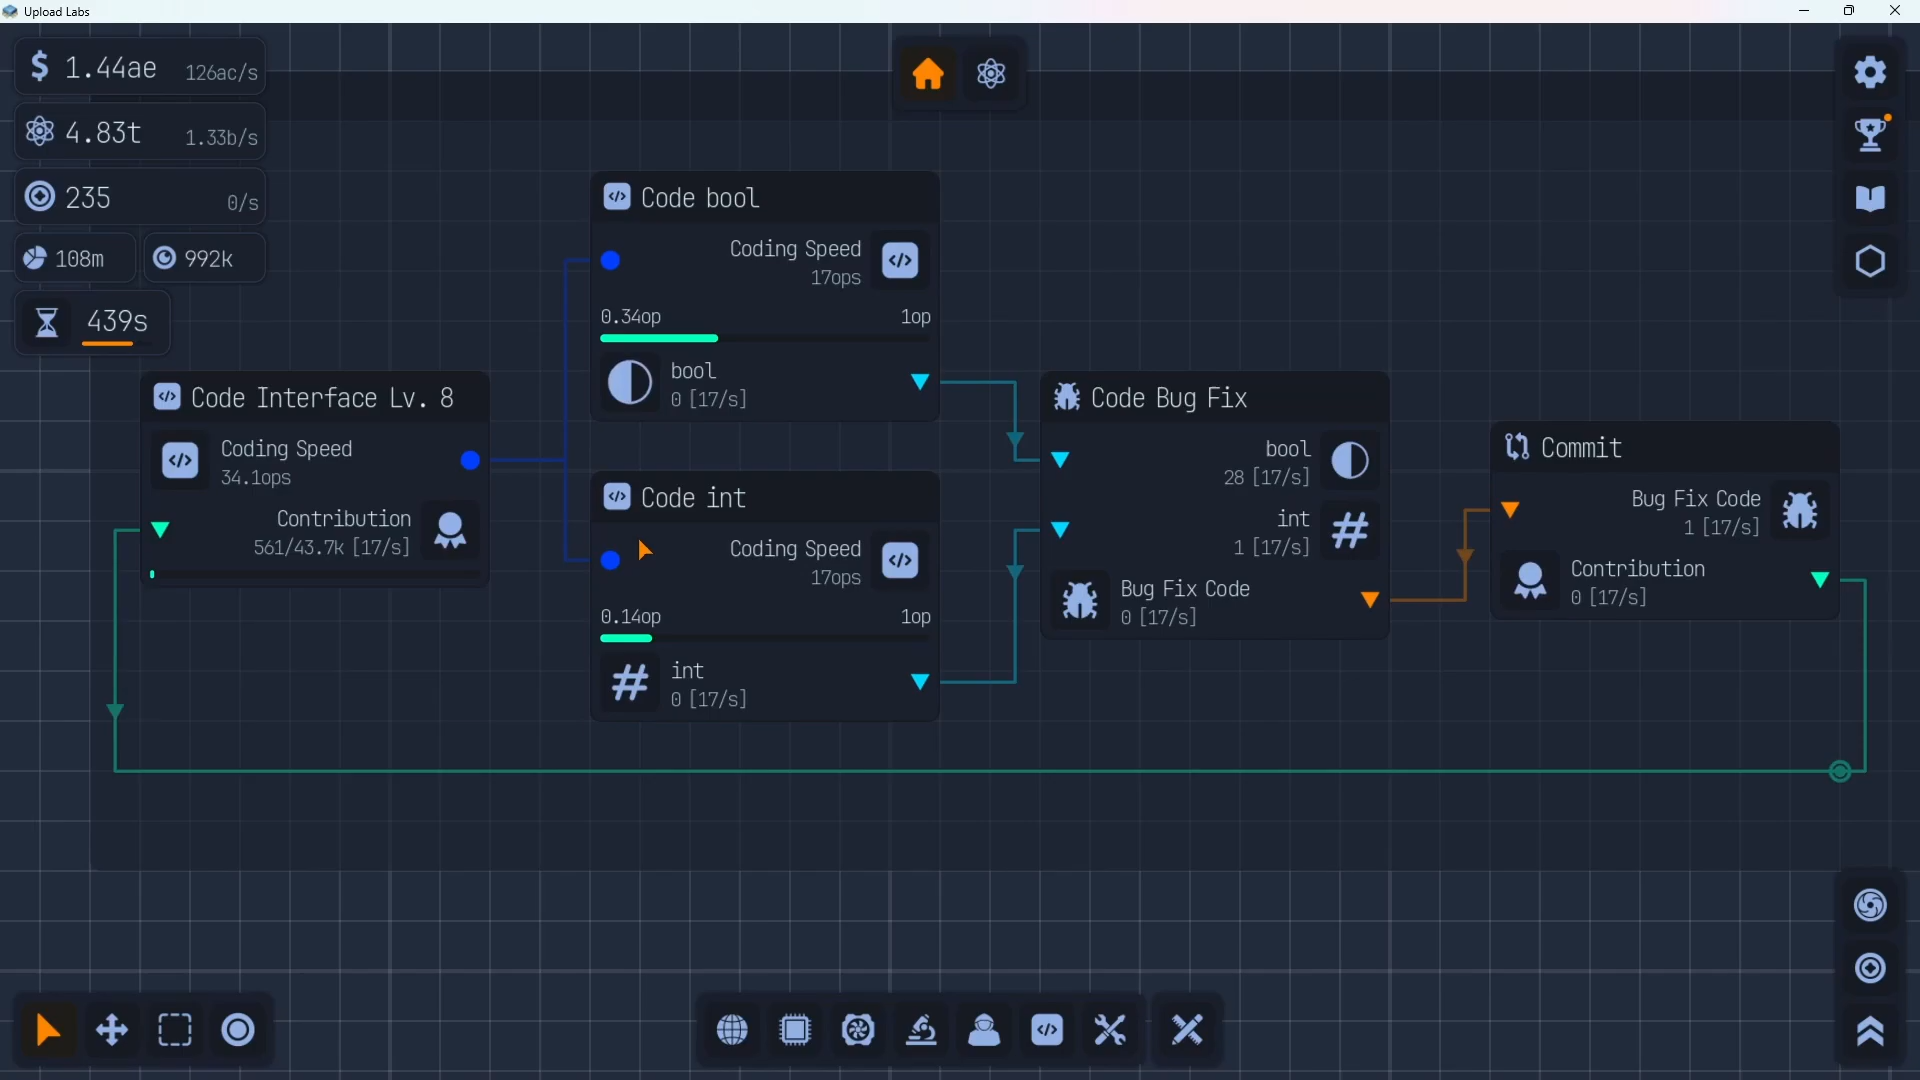 Upload Labs
$ 1.44ae 126ac/s
4.83t 1.33b/s
235 0/s
108m 992k
439s
Code Interface Lv. 8
Coding Speed
34.1ops
Contribution
561/43.7k [17/s]
Code bool
Coding Speed
17ops
0.34op 1op
bool
0 [17/s]
Code int
Coding Speed
17ops
0.14op 1op
int
0 [17/s]
Code Bug Fix
bool
28 [17/s]
int
1 [17/s]
Bug Fix Code
0 [17/s]
Commit
Bug Fix Code
1 [17/s]
Contribution
0 [17/s]